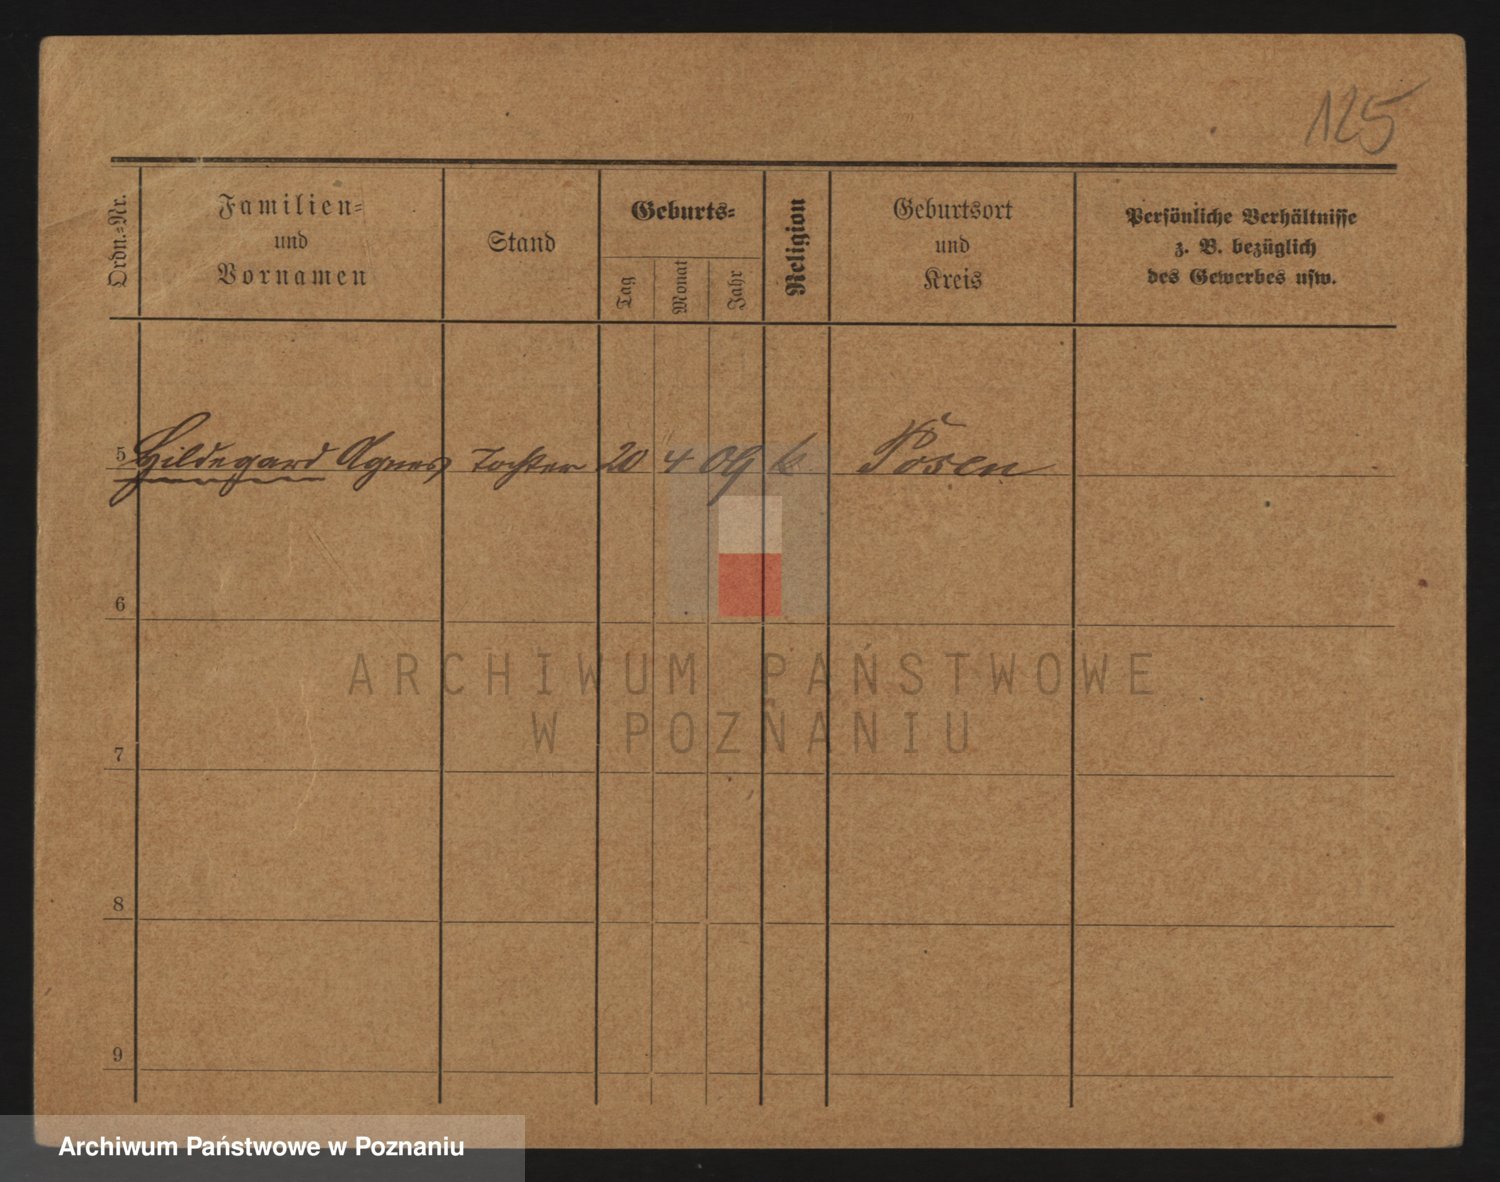 125
Ordn.-Nr.
Familien-
und
Vornamen
Stand
Geburts-
Tag
Monat
Jahr
Religion
Geburtsort
und
Kreis
Persönliche Verhältnisse
z. B. bezüglich
des Gewerbes usw.
5 Hildegard Agnes Tochter 20 4 09 k Posen
6
ARCHIWUM PAŃSTWOWE
W POZNANIU
7
8
9
Archiwum Państwowe w Poznaniu